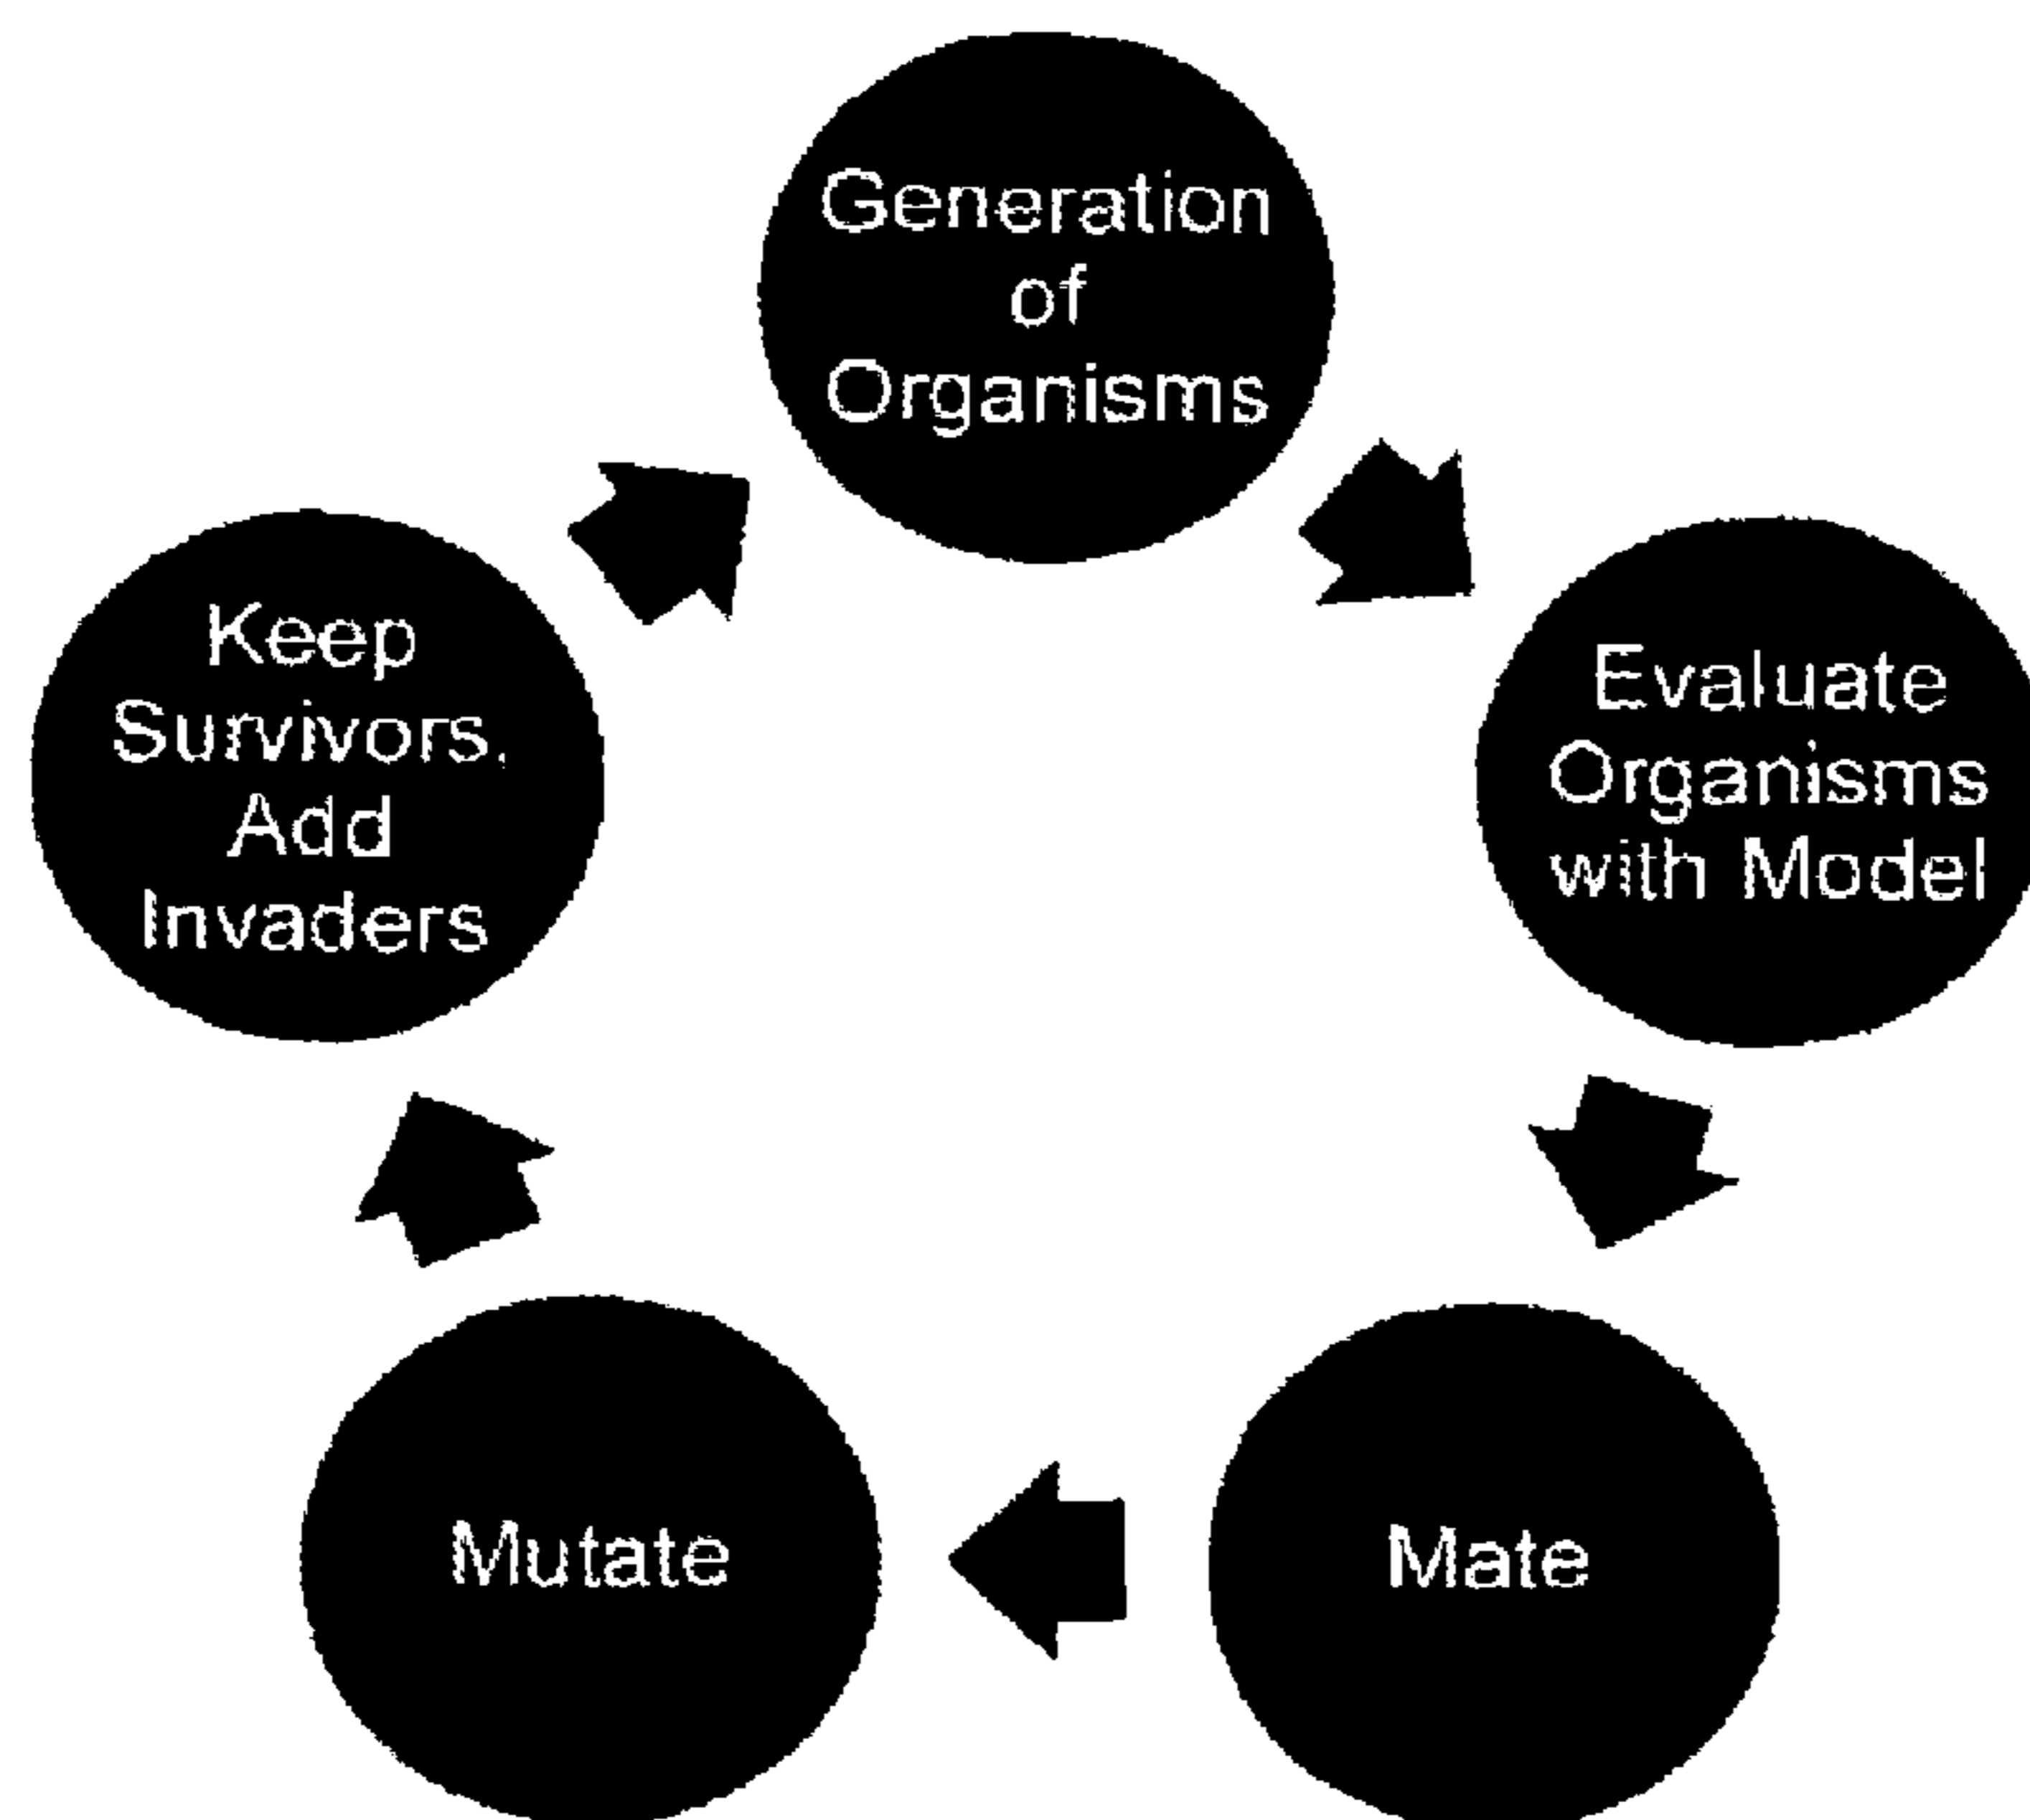 Generation
of
Organisms
Evaluate
Organisms
with Model
Mate
Mutate
Keep
Survivors,
Add
Invaders